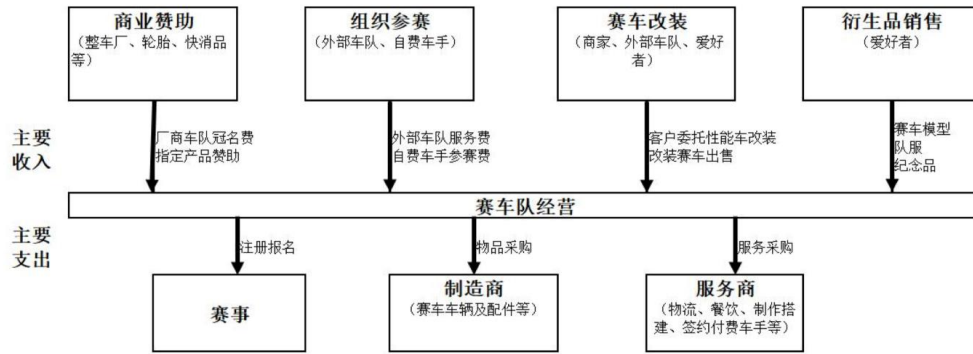 商业赞助
（整车厂、轮胎、快消品
等）
组织参赛
（外部车队、自费车手）
赛车改装
（商家、外部车队、爱好
者）
衍生品销售
（爱好者）
主要
收入
厂商车队冠名费
指定产品赞助
外部车队服务费
自费车手参赛费
客户委托性能车改装
改装赛车出售
赛车模型
队服
纪念品
赛车队经营
主要
支出
注册报名
物品采购
服务采购
赛事
制造商
（赛车车辆及配件等）
服务商
（物流、餐饮、制作搭
建、签约付费车手等）